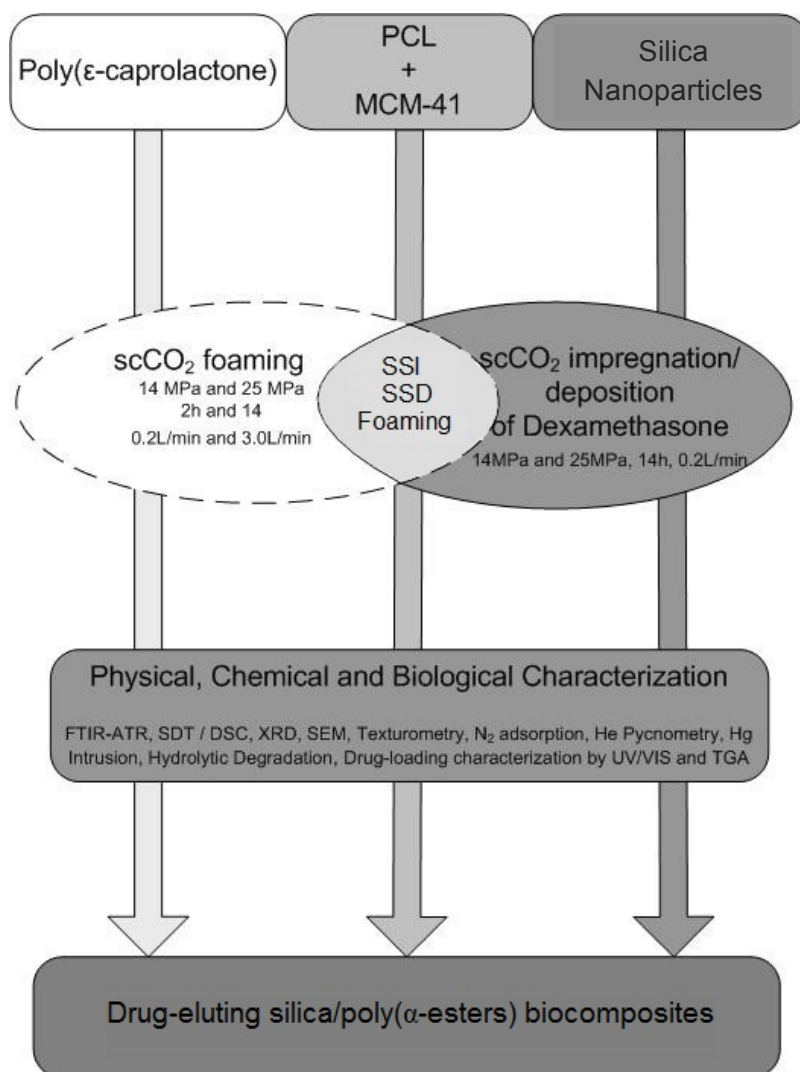 Poly(ε-caprolactone)
PCL
+
MCM-41
Silica
Nanoparticles
scCO₂ foaming
14 MPa and 25 MPa
2h and 14
0.2L/min and 3.0L/min
SSI
SSD
Foaming
scCO₂ impregnation/
deposition
of Dexamethasone
14MPa and 25MPa, 14h, 0.2L/min
Physical, Chemical and Biological Characterization
FTIR-ATR, SDT / DSC, XRD, SEM, Texturometry, N₂ adsorption, He Pycnometry, Hg
Intrusion, Hydrolytic Degradation, Drug-loading characterization by UV/VIS and TGA
Drug-eluting silica/poly(α-esters) biocomposites